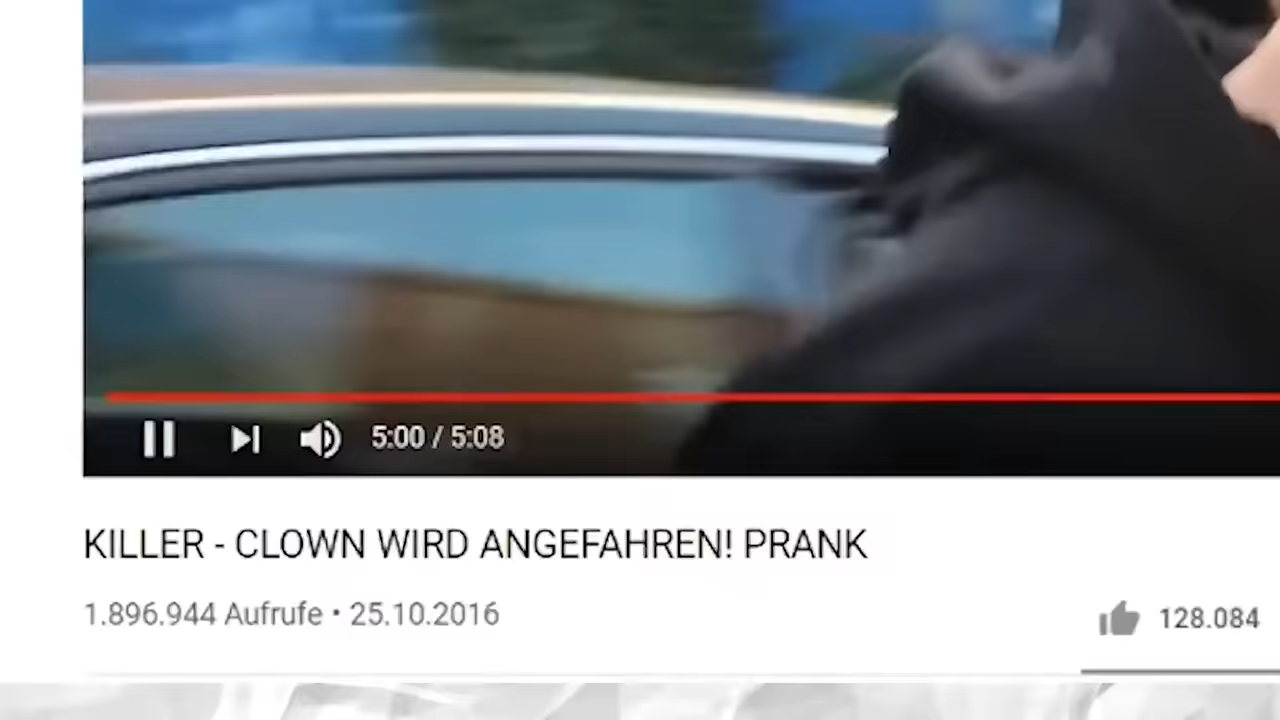 5:00 / 5:08
KILLER - CLOWN WIRD ANGEFAHREN! PRANK
1.896.944 Aufrufe • 25.10.2016
128.084